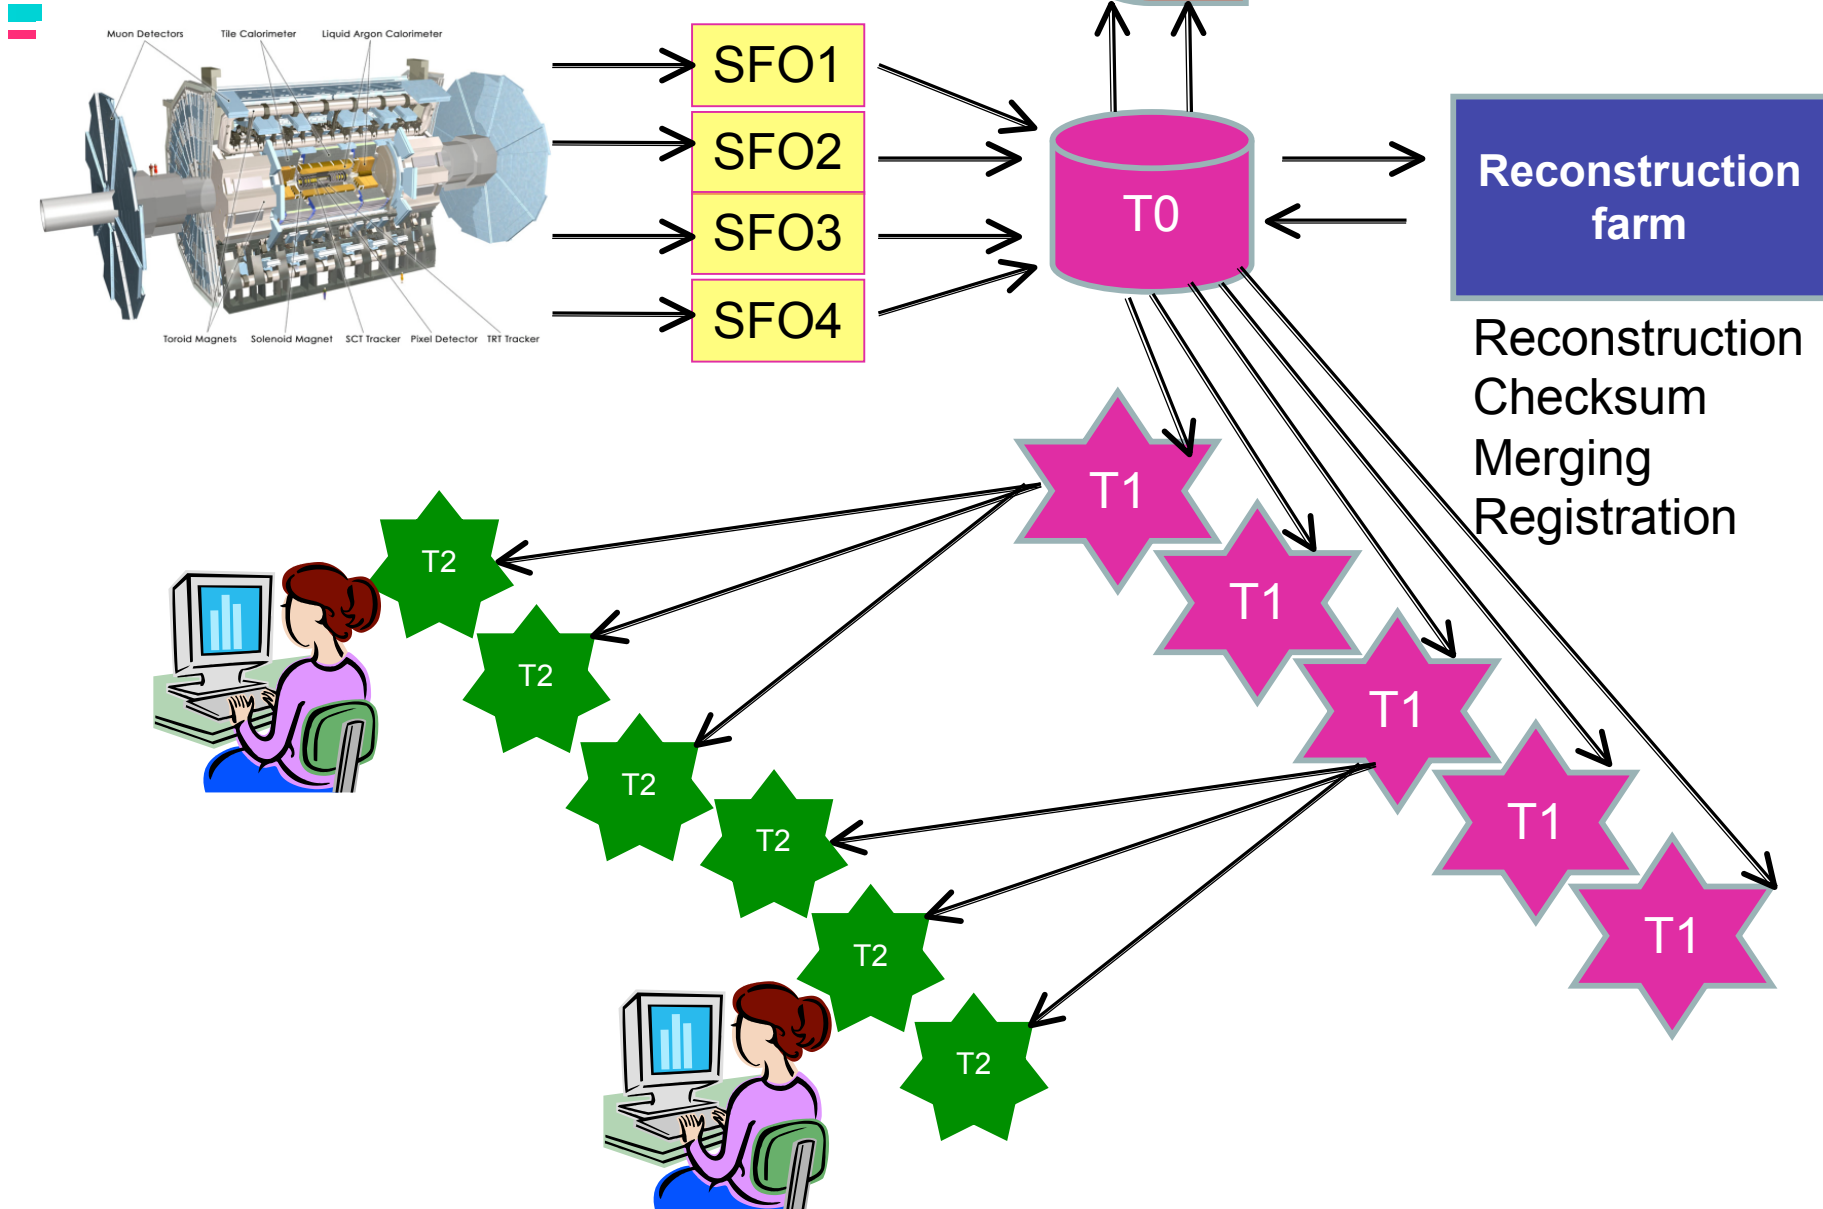 Muon Detectors
Tile Calorimeter
Liquid Argon Calorimeter
Toroid Magnets
Solenoid Magnet
SCT Tracker
Pixel Detector
TRT Tracker
SFO1
SFO2
SFO3
SFO4
T0
Reconstruction
farm
Reconstruction
Checksum
Merging
Registration
T1
T1
T1
T1
T1
T2
T2
T2
T2
T2
T2